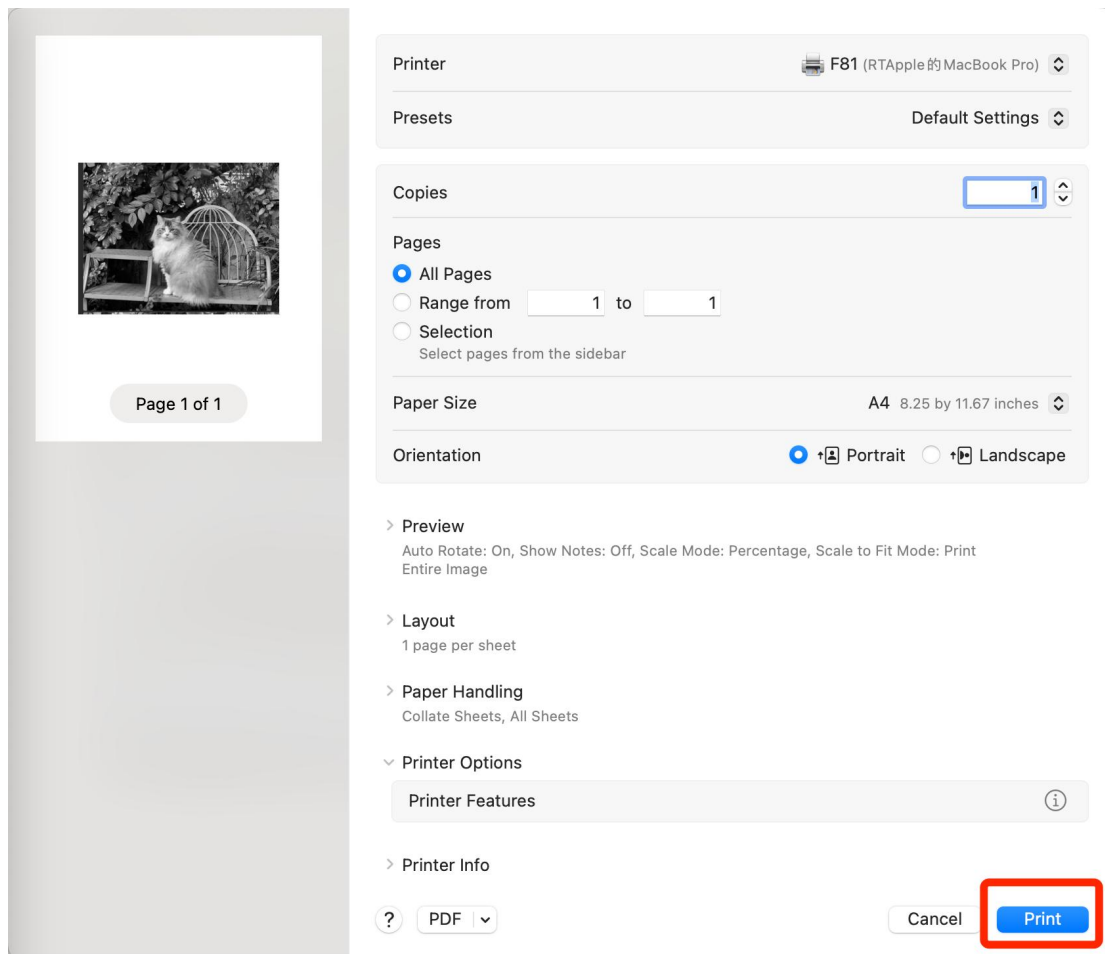 Page 1 of 1
Printer F81 (RTApple的MacBook Pro)
Presets Default Settings
Copies 1
Pages
All Pages
Range from 1 to 1
Selection
Select pages from the sidebar
Paper Size A4 8.25 by 11.67 inches
Orientation Portrait Landscape
Preview
Auto Rotate: On, Show Notes: Off, Scale Mode: Percentage, Scale to Fit Mode: Print
Entire Image
Layout
1 page per sheet
Paper Handling
Collate Sheets, All Sheets
Printer Options
Printer Features
Printer Info
? PDF Cancel Print